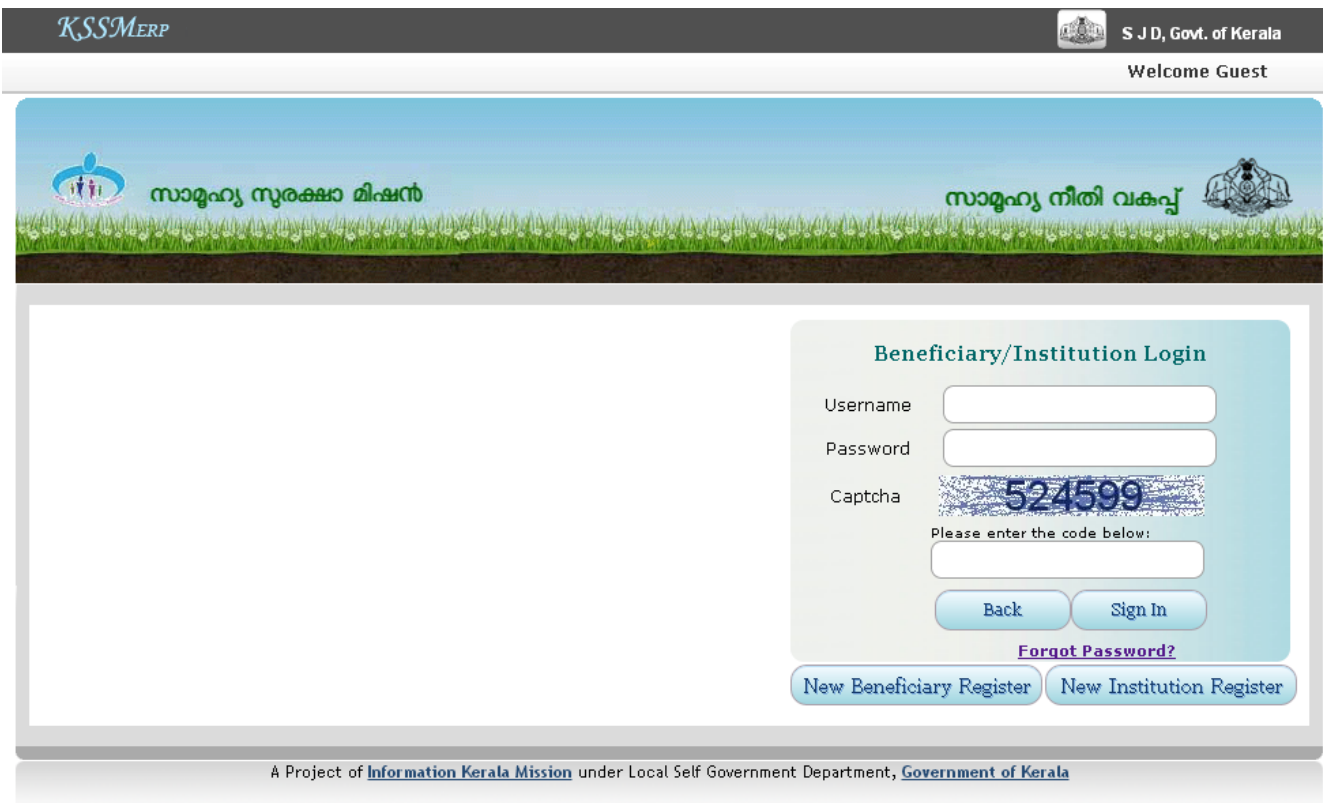 KSSMERP
S J D, Govt. of Kerala
Welcome Guest
സാമൂഹ്യ സുരക്ഷാ മിഷൻ
സാമൂഹ്യ നീതി വകുപ്പ്
Beneficiary/Institution Login
Username
Password
Captcha 524599
Please enter the code below:
Back Sign In
Forgot Password?
New Beneficiary Register New Institution Register
A Project of Information Kerala Mission under Local Self Government Department, Government of Kerala